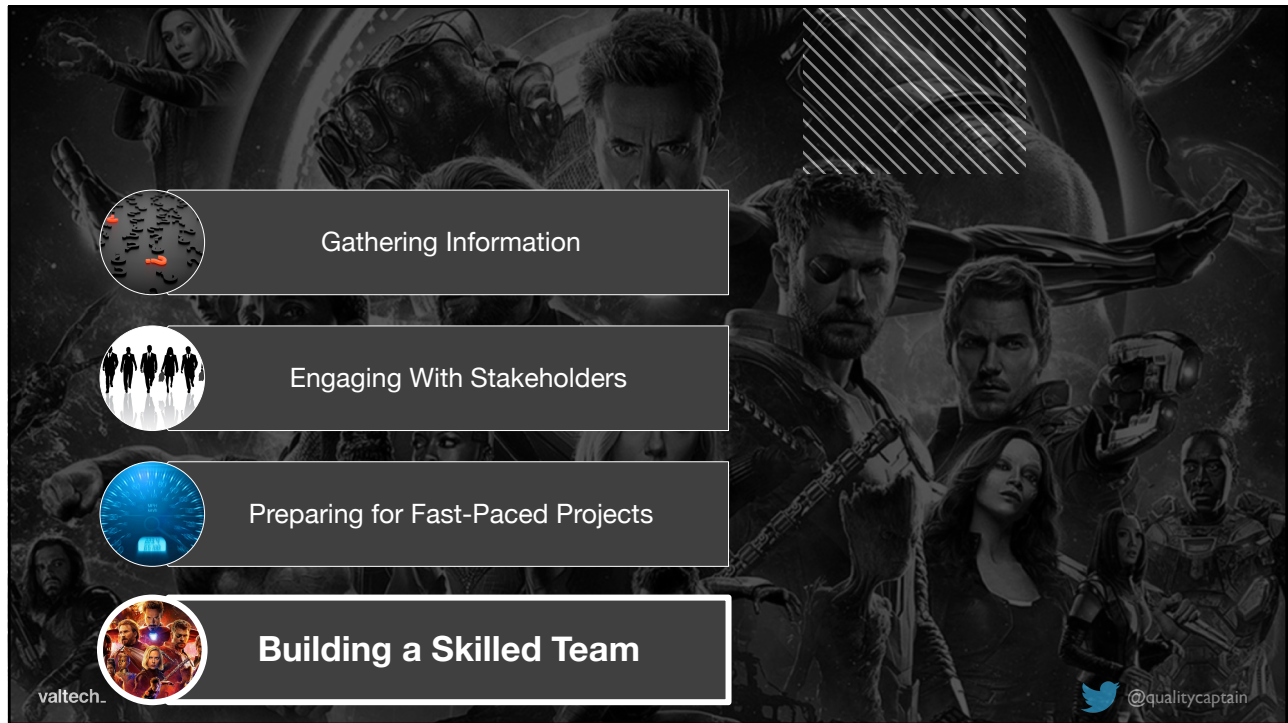 Gathering Information
Engaging With Stakeholders
Preparing for Fast-Paced Projects
Building a Skilled Team
valtech_
@qualitycaptain